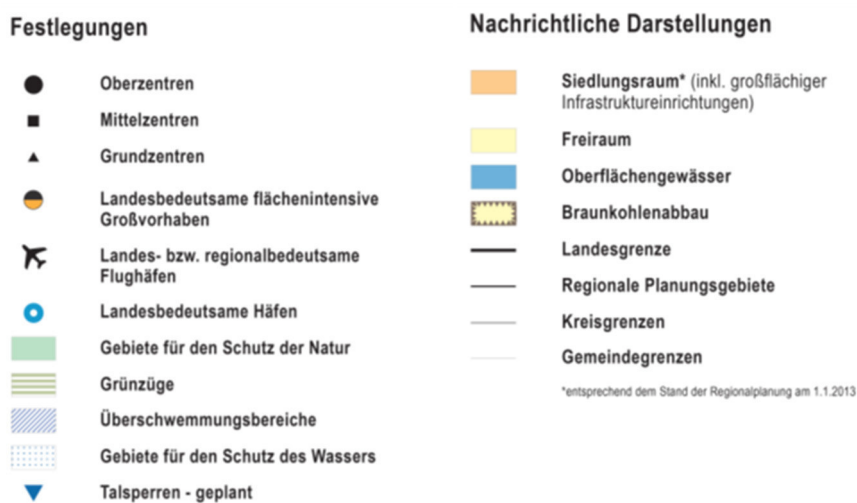 Festlegungen
Oberzentren
Mittelzentren
Grundzentren
Landesbedeutsame flächenintensive
Großvorhaben
Landes- bzw. regionalbedeutsame
Flughäfen
Landesbedeutsame Häfen
Gebiete für den Schutz der Natur
Grünzüge
Überschwemmungsbereiche
Gebiete für den Schutz des Wassers
Talsperren - geplant
Nachrichtliche Darstellungen
Siedlungsraum* (inkl. großflächiger
Infrastruktureinrichtungen)
Freiraum
Oberflächengewässer
Braunkohlenabbau
Landesgrenze
Regionale Planungsgebiete
Kreisgrenzen
Gemeindegrenzen
*entsprechend dem Stand der Regionalplanung am 1.1.2013